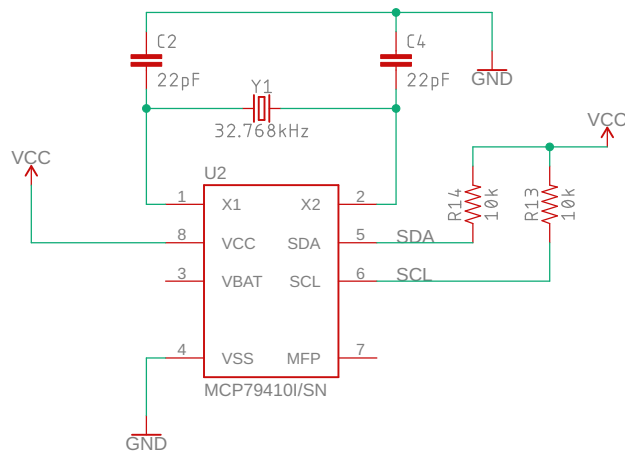 C2
C4
22pF
22pF
GND
Y1
32.768kHz
VCC
VCC
U2
R14
10k
R13
10k
1
X1
X2
2
8
VCC
SDA
5
SDA
3
VBAT
SCL
6
SCL
4
VSS
MFP
7
MCP79410I/SN
GND